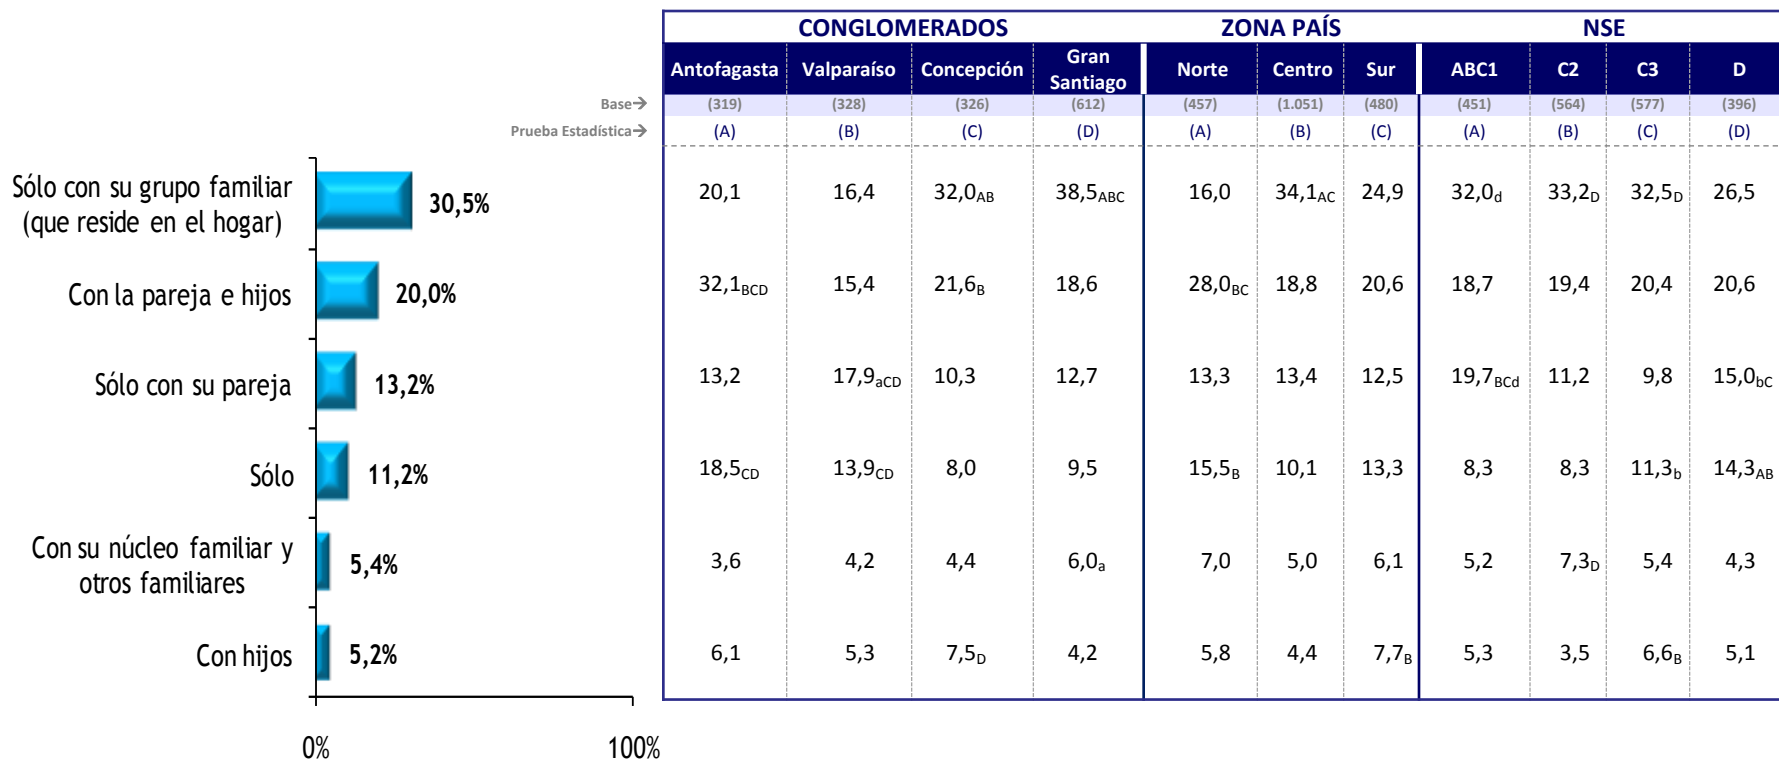 CONGLOMERADOS ZONA PAÍS NSE
Antofagasta Valparaíso Concepción Gran Santiago Norte Centro Sur ABC1 C2 C3 D
Base→ (319) (328) (326) (612) (457) (1.051) (480) (451) (564) (577) (396)
Prueba Estadística→ (A) (B) (C) (D) (A) (B) (C) (A) (B) (C) (D)
Sólo con su grupo familiar
(que reside en el hogar)
30,5% 20,1 16,4 32,0AB 38,5ABC 16,0 34,1AC 24,9 32,0d 33,2D 32,5D 26,5
Con la pareja e hijos 20,0% 32,1BCD 15,4 21,6B 18,6 28,0BC 18,8 20,6 18,7 19,4 20,4 20,6
Sólo con su pareja 13,2% 13,2 17,9aCD 10,3 12,7 13,3 13,4 12,5 19,7BCd 11,2 9,8 15,0bC
Sólo 11,2% 18,5CD 13,9CD 8,0 9,5 15,5B 10,1 13,3 8,3 8,3 11,3b 14,3AB
Con su núcleo familiar y
otros familiares
5,4% 3,6 4,2 4,4 6,0a 7,0 5,0 6,1 5,2 7,3D 5,4 4,3
Con hijos 5,2% 6,1 5,3 7,5D 4,2 5,8 4,4 7,7B 5,3 3,5 6,6B 5,1
0% 100%